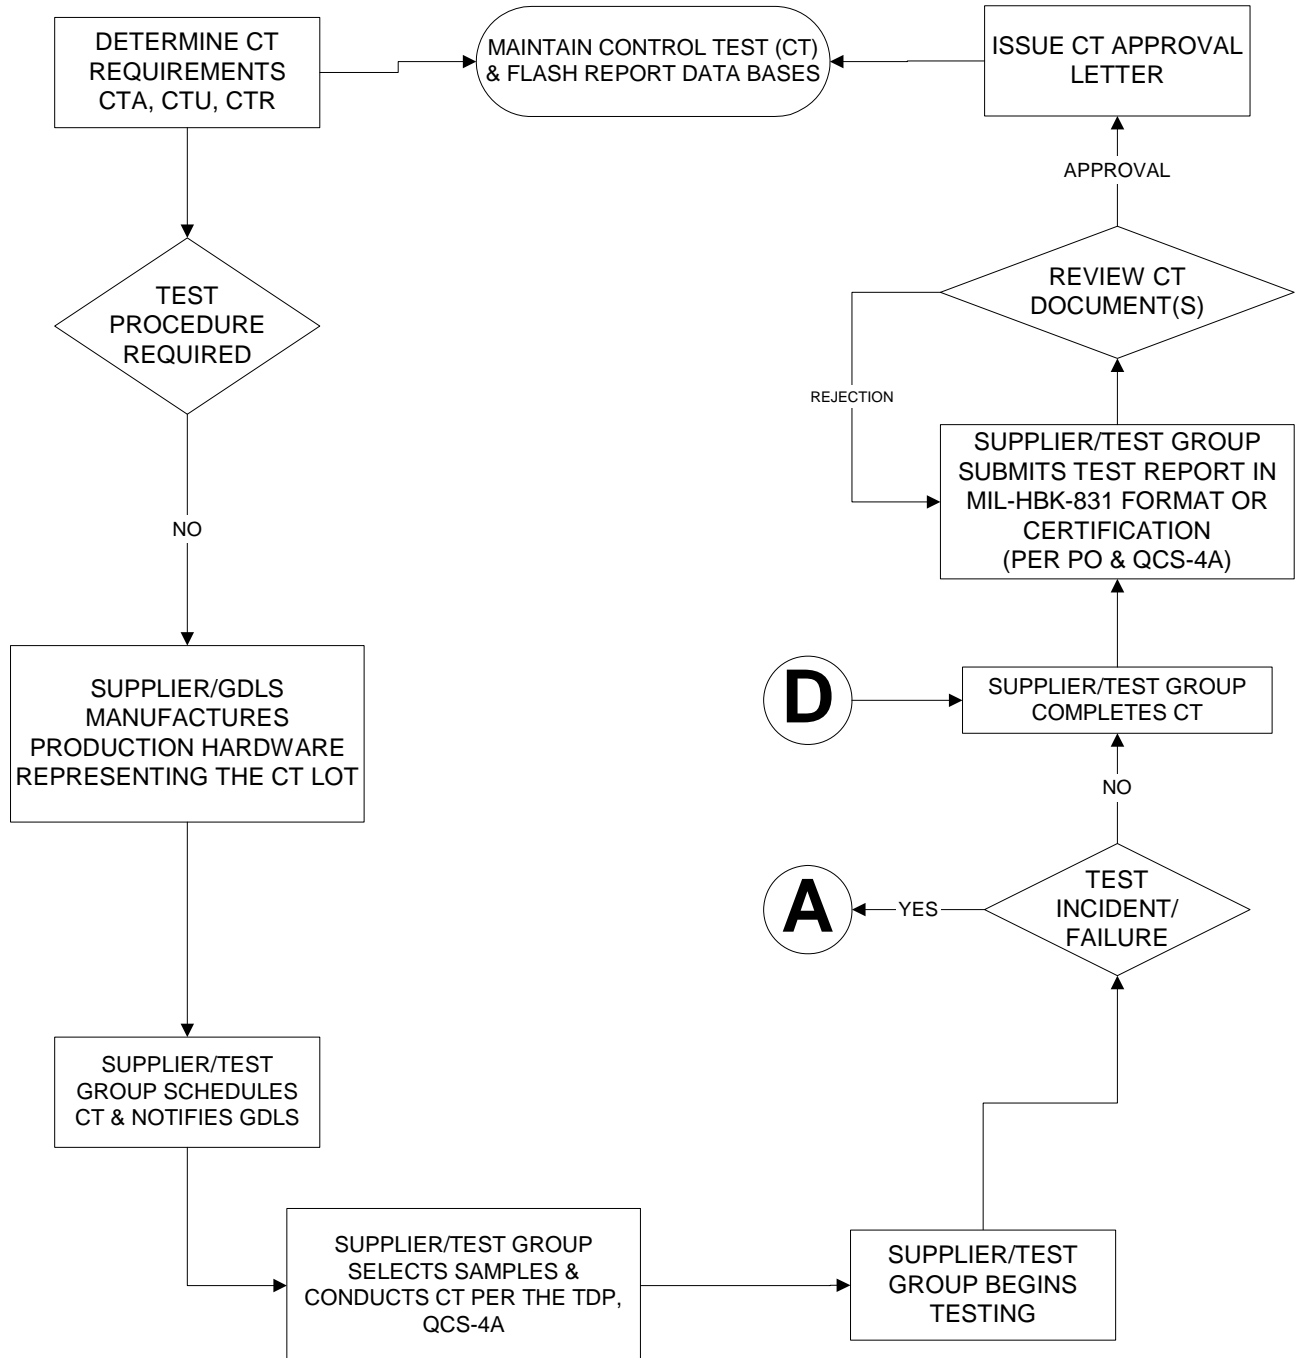 DETERMINE CT
REQUIREMENTS
CTA, CTU, CTR
MAINTAIN CONTROL TEST (CT)
& FLASH REPORT DATA BASES
ISSUE CT APPROVAL
LETTER
APPROVAL
REVIEW CT
DOCUMENT(S)
TEST
PROCEDURE
REQUIRED
REJECTION
SUPPLIER/TEST GROUP
SUBMITS TEST REPORT IN
MIL-HBK-831 FORMAT OR
CERTIFICATION
(PER PO & QCS-4A)
NO
SUPPLIER/GDLS
MANUFACTURES
PRODUCTION HARDWARE
REPRESENTING THE CT LOT
D
SUPPLIER/TEST GROUP
COMPLETES CT
NO
A
YES
TEST
INCIDENT/
FAILURE
SUPPLIER/TEST
GROUP SCHEDULES
CT & NOTIFIES GDLS
SUPPLIER/TEST GROUP
SELECTS SAMPLES &
CONDUCTS CT PER THE TDP,
QCS-4A
SUPPLIER/TEST
GROUP BEGINS
TESTING